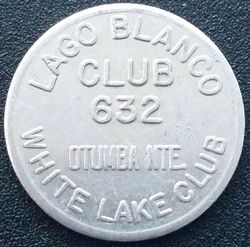 LAGO BLANCO
CLUB
632
OTUMBA NTE.
WHITE LAKE CLUB